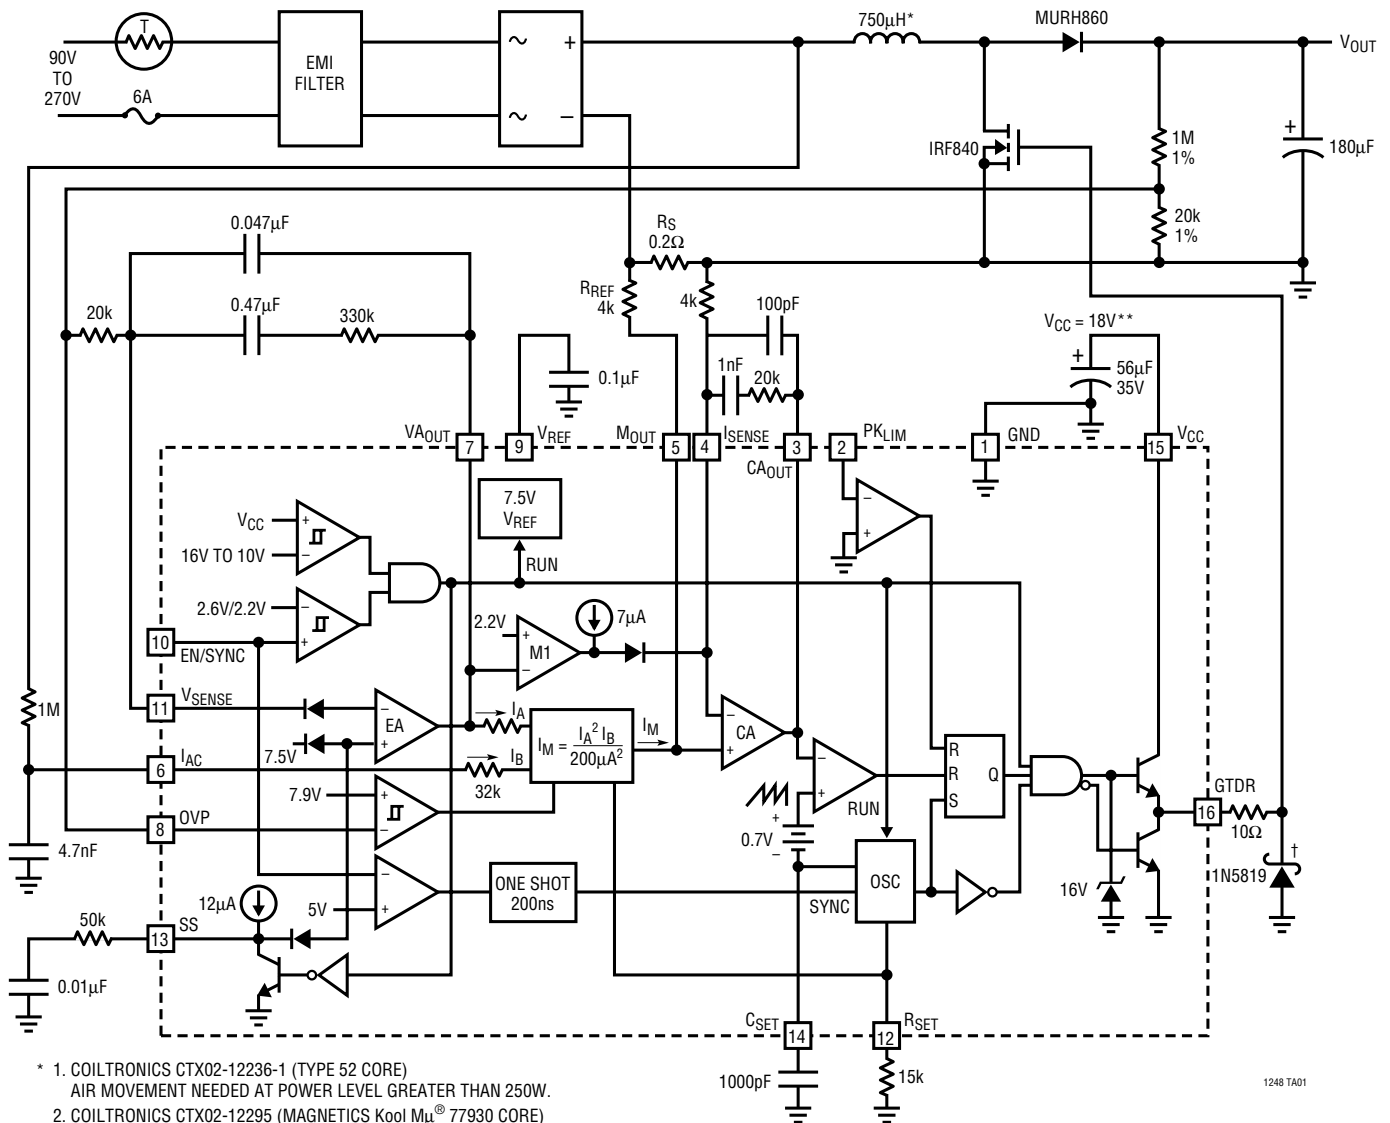 750µH*
MURH860
VOUT
T
90V
TO
270V
6A
EMI
FILTER
~
~
+
−
IRF840
1M
1%
20k
1%
+
180µF
RS
0.2Ω
RREF
4k
4k
100pF
1nF
20k
0.047µF
20k
0.47µF
330k
0.1µF
VCC = 18V**
+
56µF
35V
VAOUT
7
9
VREF
MOUT
5
4
ISENSE
3
CAOUT
2
PKLIM
1
GND
15
VCC
7.5V
VREF
RUN
VCC
+
16V TO 10V
−
2.6V/2.2V
−
+
10
EN/SYNC
2.2V
+
−
M1
7µA
1M
11
VSENSE
−
+
EA
7.5V
IA
IB
32k
IM = IA² IB
200µA²
IM
−
+
CA
6
IAC
7.9V
+
−
8
OVP
4.7nF
−
+
RUN
+
0.7V
−
R
R
S
Q
GTDR
16
10Ω
†
1N5819
16V
−
5V
+
ONE SHOT
200ns
SYNC
OSC
12µA
50k
13
SS
0.01µF
CSET
14
RSET
12
1000pF
15k
* 1. COILTRONICS CTX02-12236-1 (TYPE 52 CORE)
AIR MOVEMENT NEEDED AT POWER LEVEL GREATER THAN 250W.
2. COILTRONICS CTX02-12295 (MAGNETICS Kool Mµ® 77930 CORE)
1248 TA01